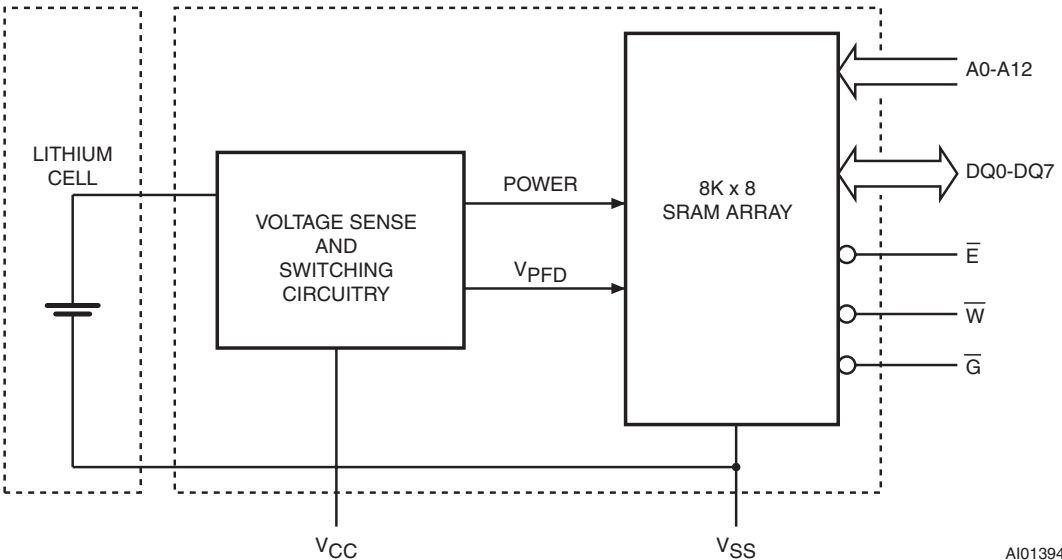 LITHIUM
CELL
VOLTAGE SENSE
AND
SWITCHING
CIRCUITRY
POWER
VPFD
8K x 8
SRAM ARRAY
A0-A12
DQ0-DQ7
E̅
W̅
G̅
VCC
VSS
AI01394